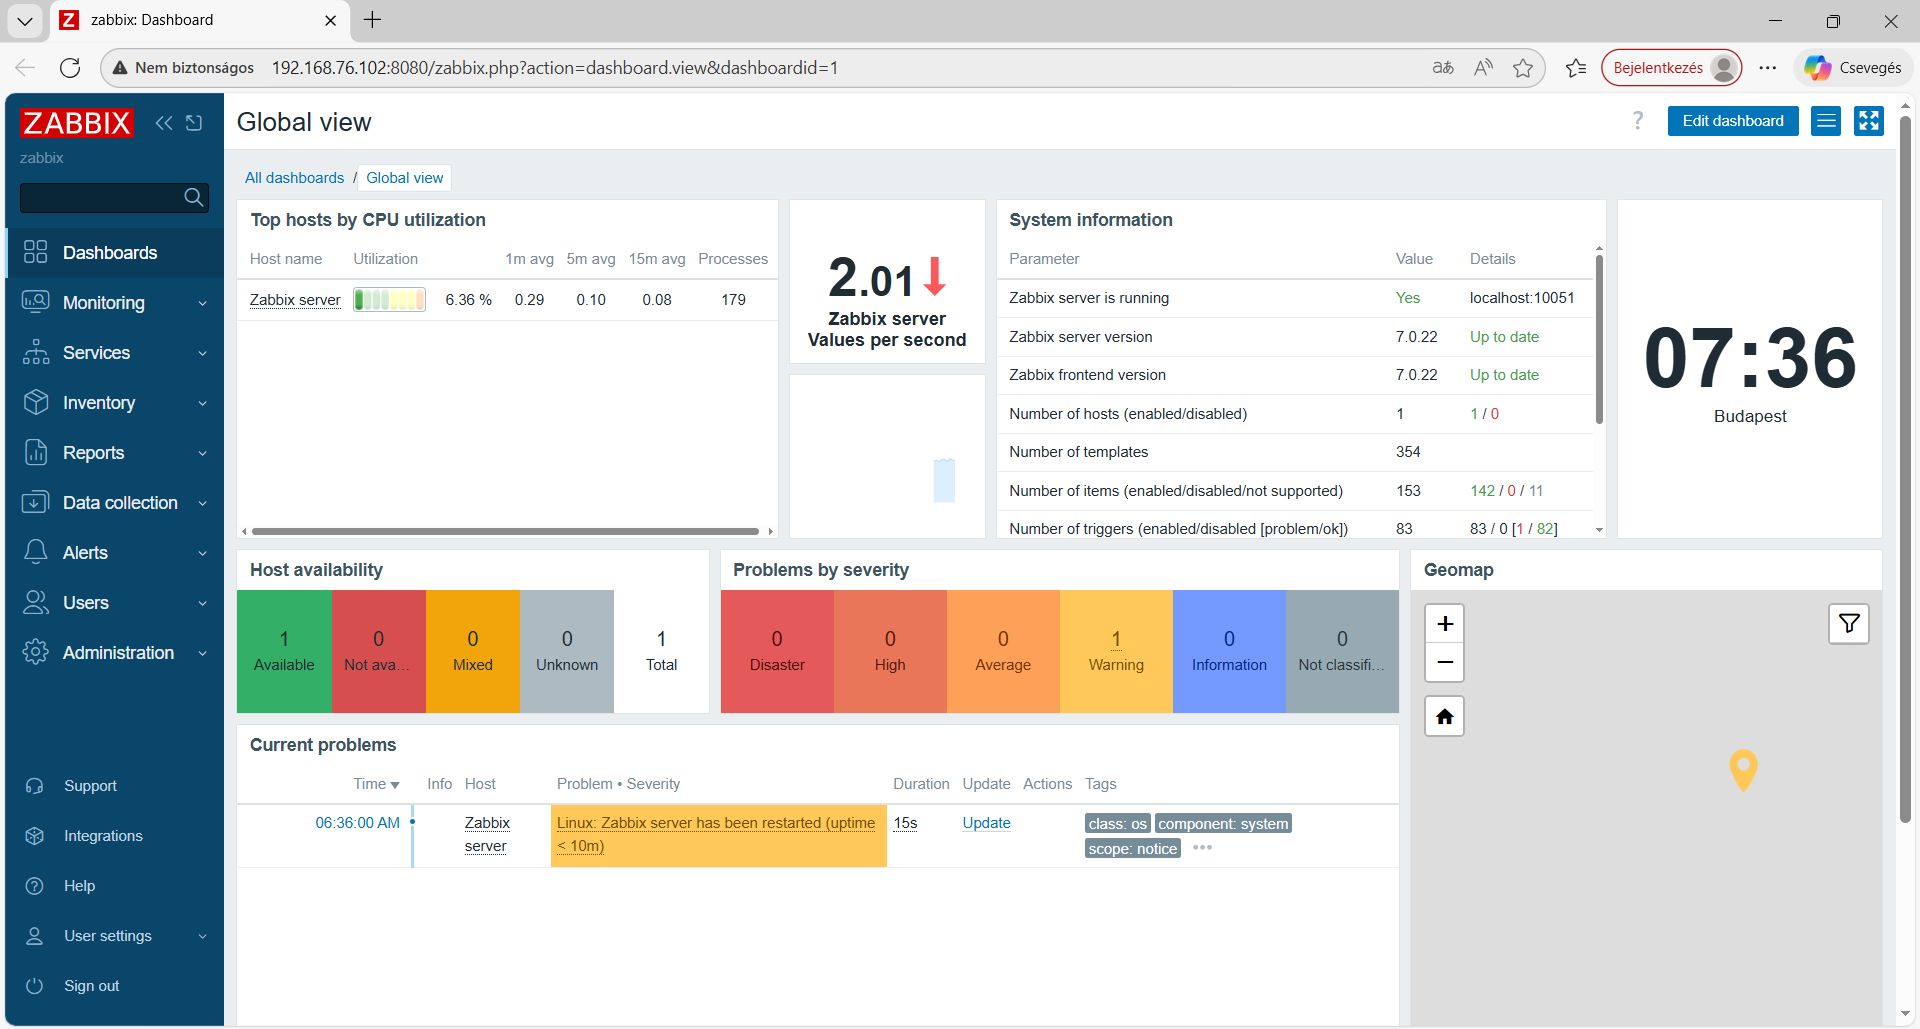 zabbix: Dashboard
Nem biztonságos 192.168.76.102:8080/zabbix.php?action=dashboard.view&dashboardid=1
Bejelentkezés
Csevegés
ZABBIX
zabbix
Dashboards
Monitoring
Services
Inventory
Reports
Data collection
Alerts
Users
Administration
Support
Integrations
Help
User settings
Sign out
Global view
? Edit dashboard
All dashboards / Global view
Top hosts by CPU utilization
Host name Utilization 1m avg 5m avg 15m avg Processes
Zabbix server 6.36 % 0.29 0.10 0.08 179
2.01
Zabbix server
Values per second
System information
Parameter Value Details
Zabbix server is running Yes localhost:10051
Zabbix server version 7.0.22 Up to date
Zabbix frontend version 7.0.22 Up to date
Number of hosts (enabled/disabled) 1 1 / 0
Number of templates 354
Number of items (enabled/disabled/not supported) 153 142 / 0 / 11
Number of triggers (enabled/disabled [problem/ok]) 83 83 / 0 [1 / 82]
07:36
Budapest
Host availability
1 0 0 0 1
Available Not ava... Mixed Unknown Total
Problems by severity
0 0 0 1 0 0
Disaster High Average Warning Information Not classifi...
Geomap
+
−
Current problems
Time Info Host Problem • Severity Duration Update Actions Tags
06:36:00 AM Zabbix server Linux: Zabbix server has been restarted (uptime < 10m) 15s Update class: os component: system
scope: notice •••